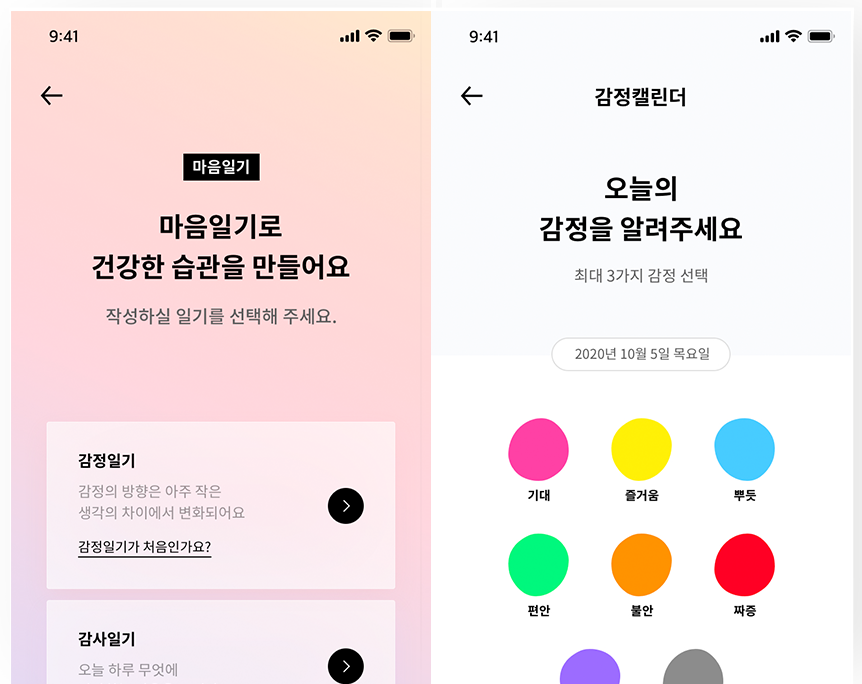 9:41
마음일기
마음일기로
건강한 습관을 만들어요
작성하실 일기를 선택해 주세요.
감정일기
감정의 방향은 아주 작은
생각의 차이에서 변화되어요
감정일기가 처음인가요?
감사일기
오늘 하루 무엇에
9:41
감정캘린더
오늘의
감정을 알려주세요
최대 3가지 감정 선택
2020년 10월 5일 목요일
기대 즐거움 뿌듯
편안 불안 짜증